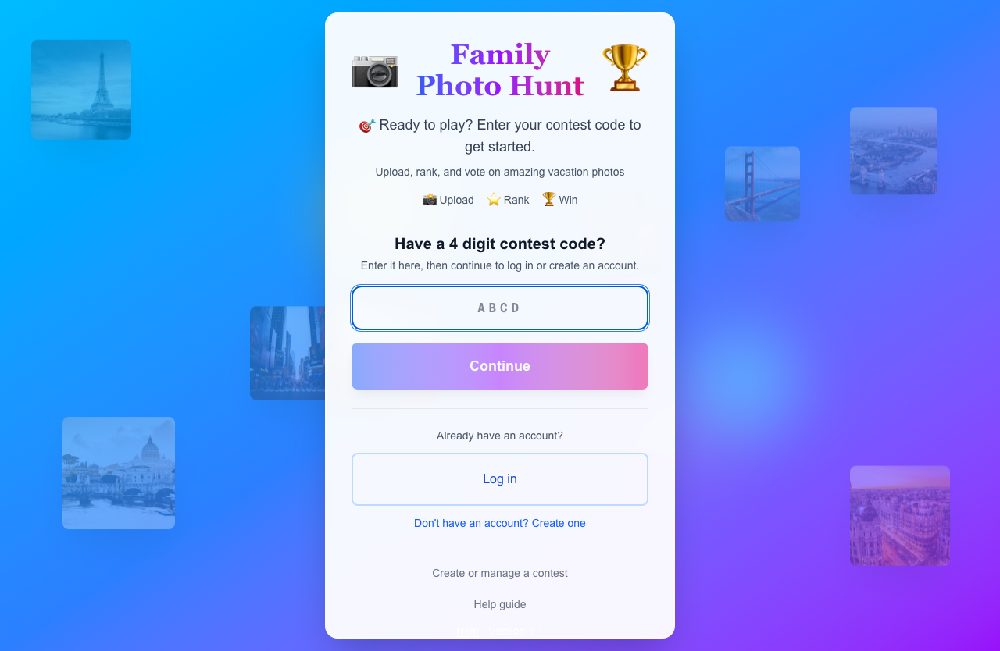 Family
Photo Hunt
Ready to play? Enter your contest code to
get started.
Upload, rank, and vote on amazing vacation photos
Upload Rank Win
Have a 4 digit contest code?
Enter it here, then continue to log in or create an account.
ABCD
Continue
Already have an account?
Log in
Don't have an account? Create one
Create or manage a contest
Help guide
Help Version